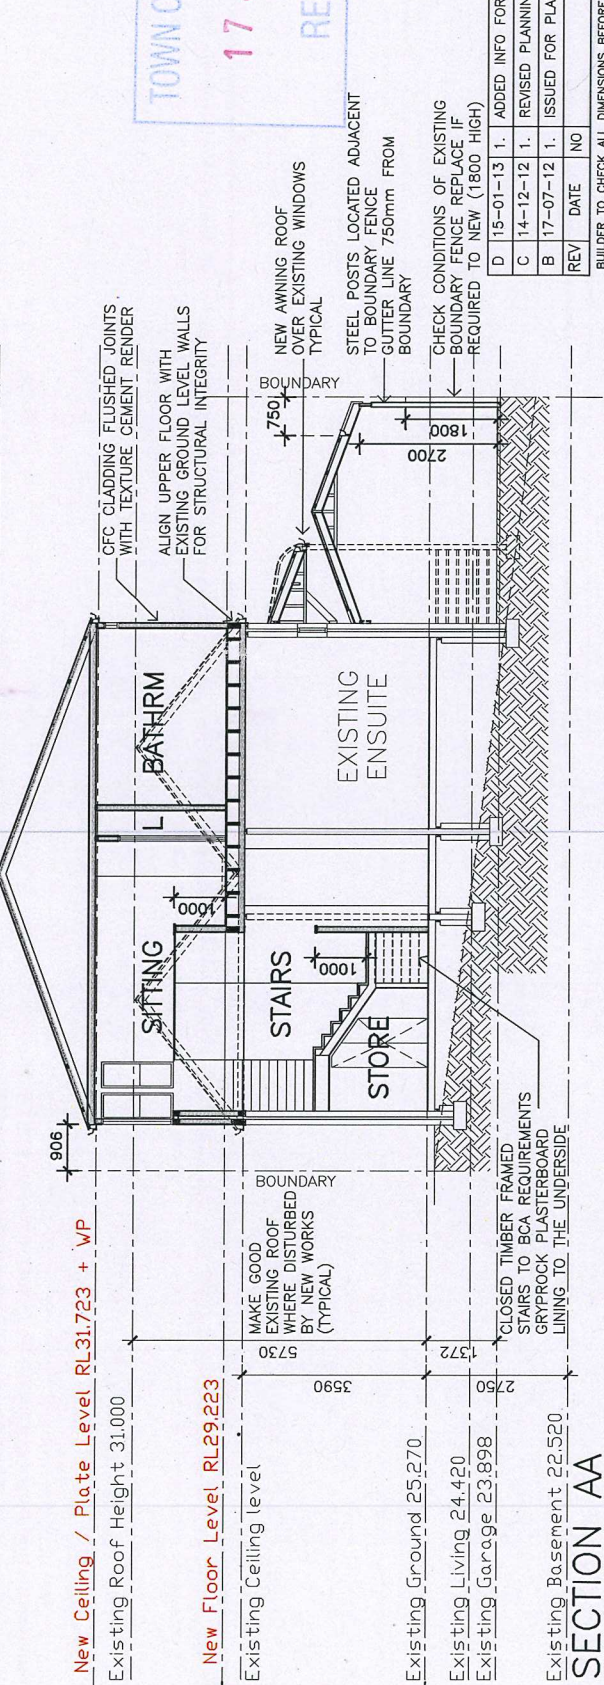 New Ceiling / Plate Level RL31.723 + WP
Existing Roof Height 31.000
New Floor Level RL29.223
Existing Ceiling level
Existing Ground 25.270
Existing Living 24.420
Existing Garage 23.898
Existing Basement 22.520
SECTION AA
5730
3590
1372
2750
906
BOUNDARY
MAKE GOOD
EXISTING ROOF
WHERE DISTURBED
BY NEW WORKS
(TYPICAL)
CLOSED TIMBER FRAMED
STAIRS TO BCA REQUIREMENTS
GRYPROCK PLASTERBOARD
LINING TO THE UNDERSIDE
SITTING
L
BATHRM
1000
STAIRS
1000
STORE
EXISTING
ENSUITE
CFC CLADDING FLUSHED JOINTS
WITH TEXTURE CEMENT RENDER
ALIGN UPPER FLOOR WITH
EXISTING GROUND LEVEL WALLS
FOR STRUCTURAL INTEGRITY
BOUNDARY
750
2700
1800
NEW AWNING ROOF
OVER EXISTING WINDOWS
TYPICAL
STEEL POSTS LOCATED ADJACENT
TO BOUNDARY FENCE
GUTTER LINE 750mm FROM
BOUNDARY
CHECK CONDITIONS OF EXISTING
BOUNDARY FENCE REPLACE IF
REQUIRED TO NEW (1800 HIGH)
TOWN C
17
RE
D 15-01-13 1. ADDED INFO FOR
C 14-12-12 1. REVISED PLANNIN
B 17-07-12 1. ISSUED FOR PLA
REV DATE NO
BUILDER TO CHECK ALL DIMENSIONS BEFORE